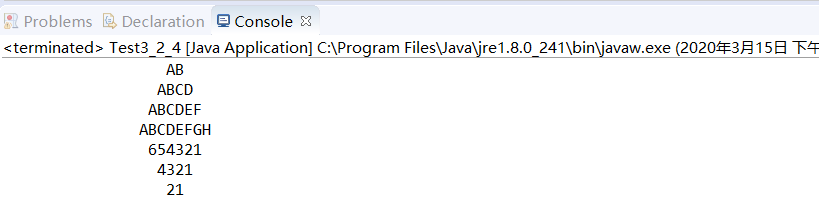 Problems Declaration Console
<terminated> Test3_2_4 [Java Application] C:\Program Files\Java\jre1.8.0_241\bin\javaw.exe (2020年3月15日 下午
AB
ABCD
ABCDEF
ABCDEFGH
654321
4321
21